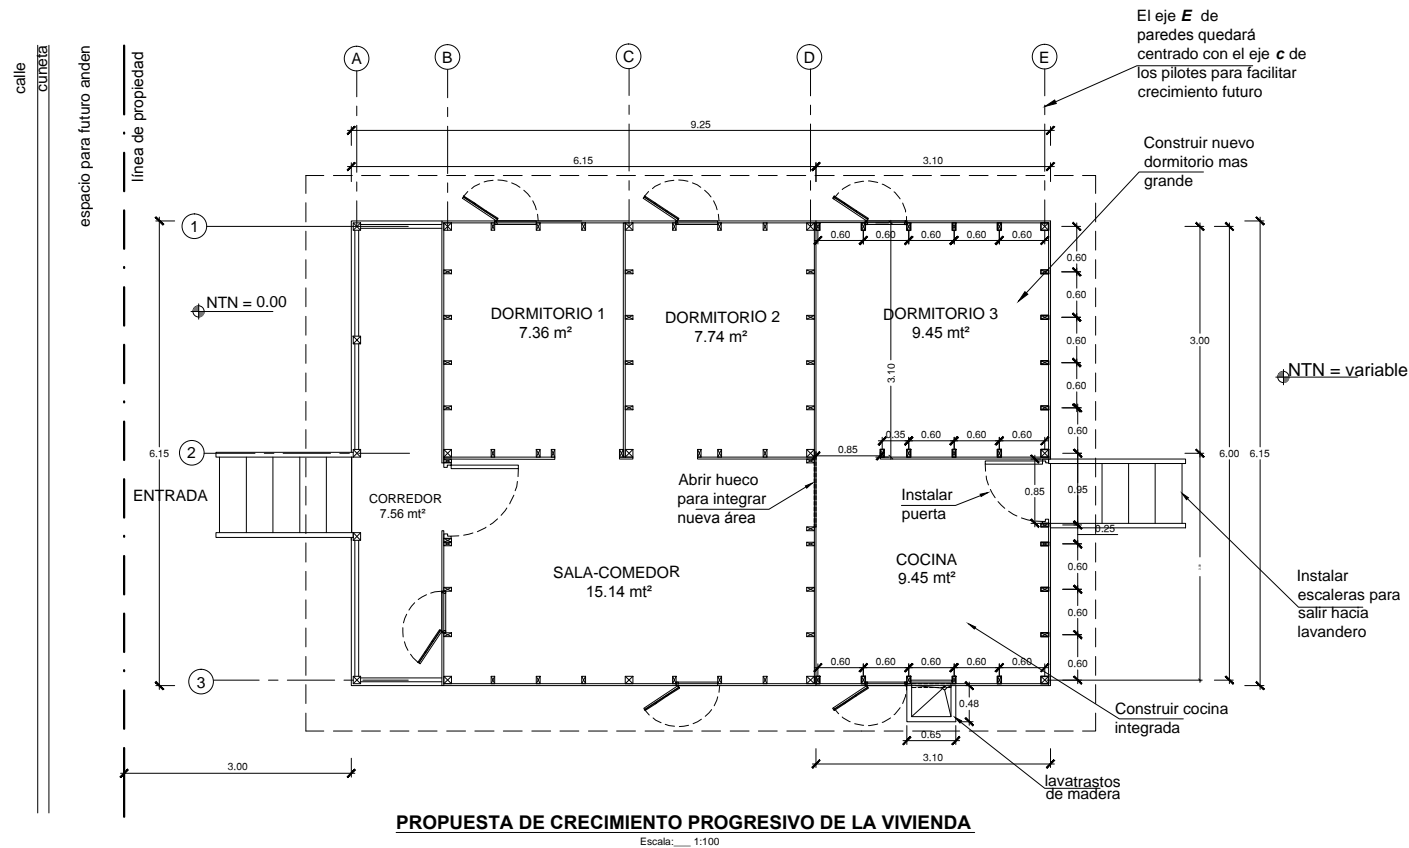 El eje E de
paredes quedará
centrado con el eje c de
los pilotes para facilitar
crecimiento futuro
calle
cuneta
espacio para futuro anden
línea de propiedad
A
B
C
D
E
9.25
6.15
3.10
Construir nuevo
dormitorio mas
grande
1
0.60 0.60 0.60 0.60 0.60
0.60
0.60
0.60
0.60
0.60
NTN = 0.00
DORMITORIO 1
7.36 m²
DORMITORIO 2
7.74 m²
DORMITORIO 3
9.45 mt²
3.10
3.00
NTN = variable
2
6.15
0.85
0.35 0.60 0.60 0.60
6.00
6.15
ENTRADA
CORREDOR
7.56 m²
Abrir hueco
para integrar
nueva área
Instalar
puerta
0.85
0.95
0.25
SALA-COMEDOR
15.14 mt²
COCINA
9.45 mt²
0.60
0.60
0.60
Instalar
escaleras para
salir hacia
lavandero
3
0.60 0.60 0.60 0.60 0.60
0.48
0.65
Construir cocina
integrada
3.00
3.10
lavatrastos
de madera
PROPUESTA DE CRECIMIENTO PROGRESIVO DE LA VIVIENDA
Escala:___ 1:100